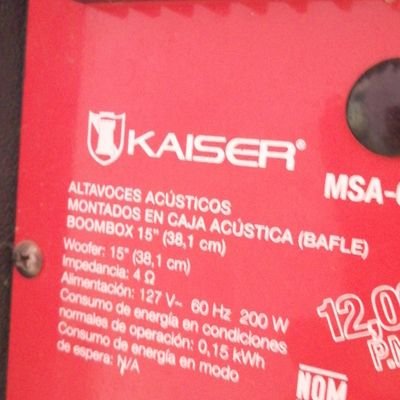 KAISER®
MSA-
ALTAVOCES ACÚSTICOS
MONTADOS EN CAJA ACÚSTICA (BAFLE)
BOOMBOX 15" (38,1 cm)
Woofer: 15" (38,1 cm)
Impedancia: 4 Ω
Alimentación: 127 V~ 60 Hz 200 W
Consumo de energía en condiciones
normales de operación: 0,15 kWh
Consumo de energía en modo
de espera: N/A
12,0
P.M
NOM